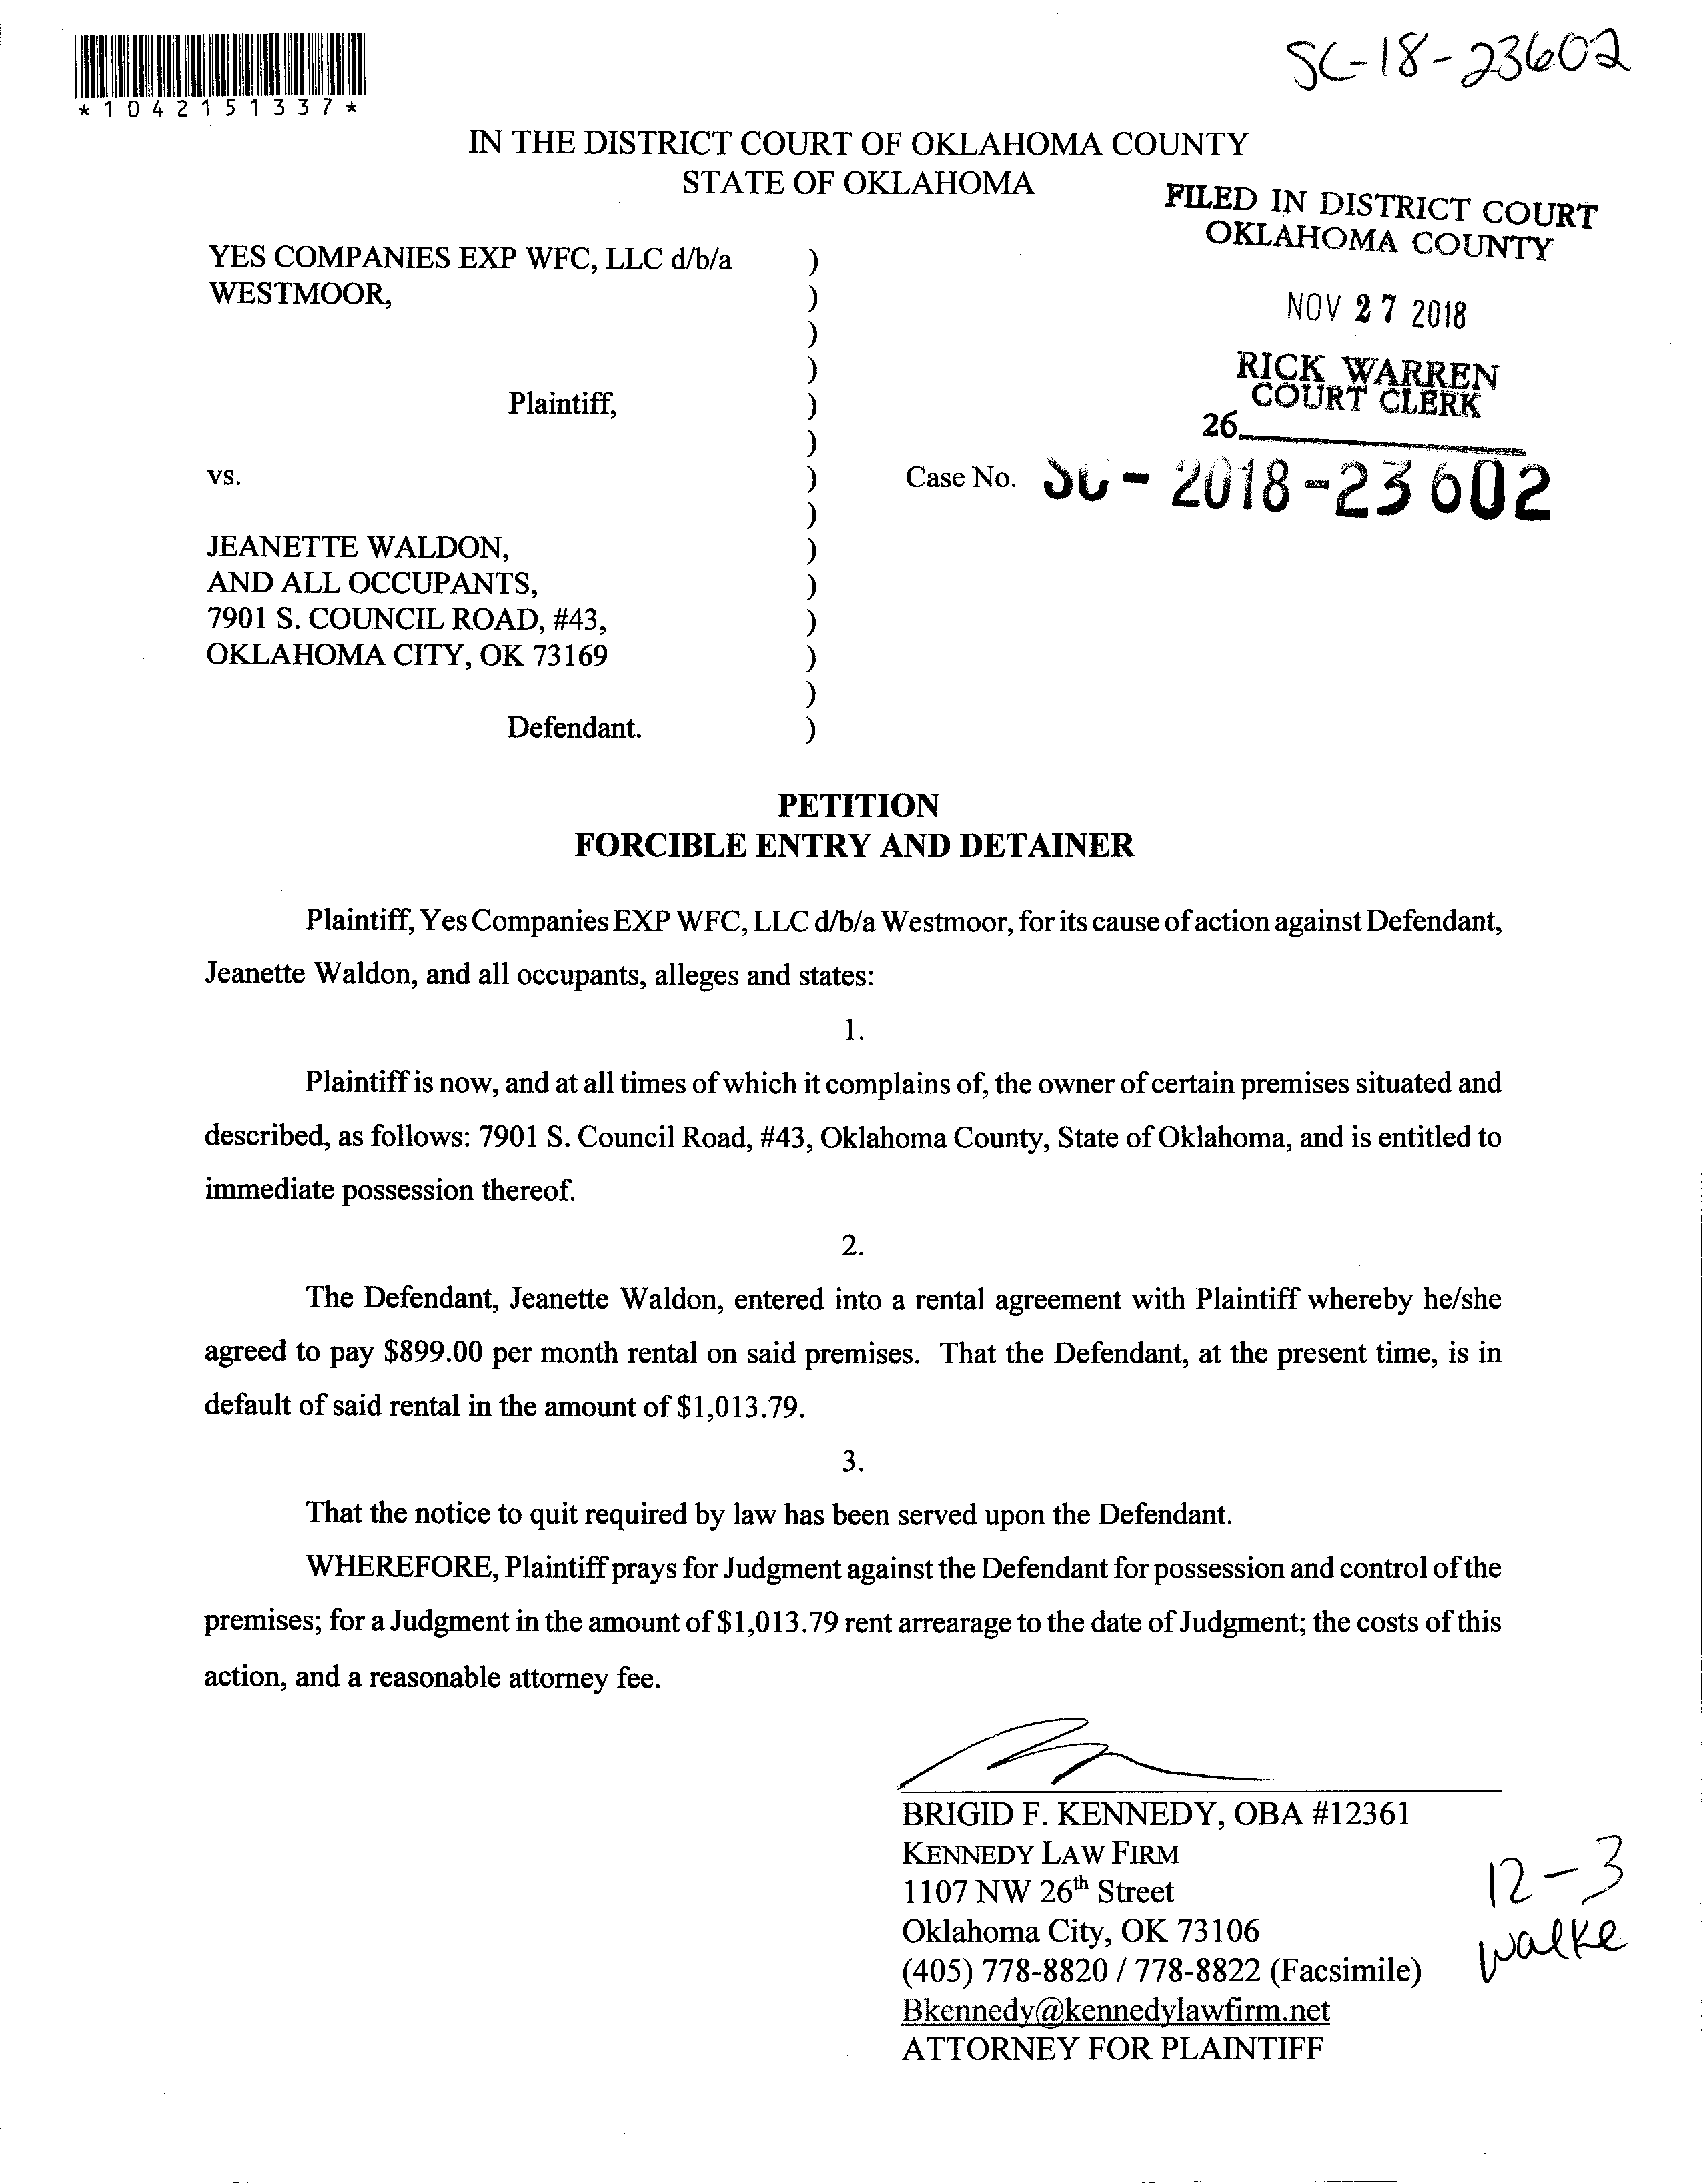 *1042151337*
SC-18-23602
IN THE DISTRICT COURT OF OKLAHOMA COUNTY
STATE OF OKLAHOMA
FILED IN DISTRICT COURT
OKLAHOMA COUNTY
NOV 27 2018
RICK WARREN
COURT CLERK
26
YES COMPANIES EXP WFC, LLC d/b/a )
WESTMOOR, )
)
)
Plaintiff, )
)
vs. ) Case No. SC-2018-23602
)
JEANETTE WALDON, )
AND ALL OCCUPANTS, )
7901 S. COUNCIL ROAD, #43, )
OKLAHOMA CITY, OK 73169 )
)
Defendant. )
PETITION
FORCIBLE ENTRY AND DETAINER
Plaintiff, Yes Companies EXP WFC, LLC d/b/a Westmoor, for its cause of action against Defendant,
Jeanette Waldon, and all occupants, alleges and states:
1.
Plaintiff is now, and at all times of which it complains of, the owner of certain premises situated and
described, as follows: 7901 S. Council Road, #43, Oklahoma County, State of Oklahoma, and is entitled to
immediate possession thereof.
2.
The Defendant, Jeanette Waldon, entered into a rental agreement with Plaintiff whereby he/she
agreed to pay $899.00 per month rental on said premises. That the Defendant, at the present time, is in
default of said rental in the amount of $1,013.79.
3.
That the notice to quit required by law has been served upon the Defendant.
WHEREFORE, Plaintiff prays for Judgment against the Defendant for possession and control of the
premises; for a Judgment in the amount of $1,013.79 rent arrearage to the date of Judgment; the costs of this
action, and a reasonable attorney fee.
BRIGID F. KENNEDY, OBA #12361
KENNEDY LAW FIRM
1107 NW 26th Street
Oklahoma City, OK 73106
(405) 778-8820 / 778-8822 (Facsimile)
Bkennedy@kennedylawfirm.net
ATTORNEY FOR PLAINTIFF
12-3
walke